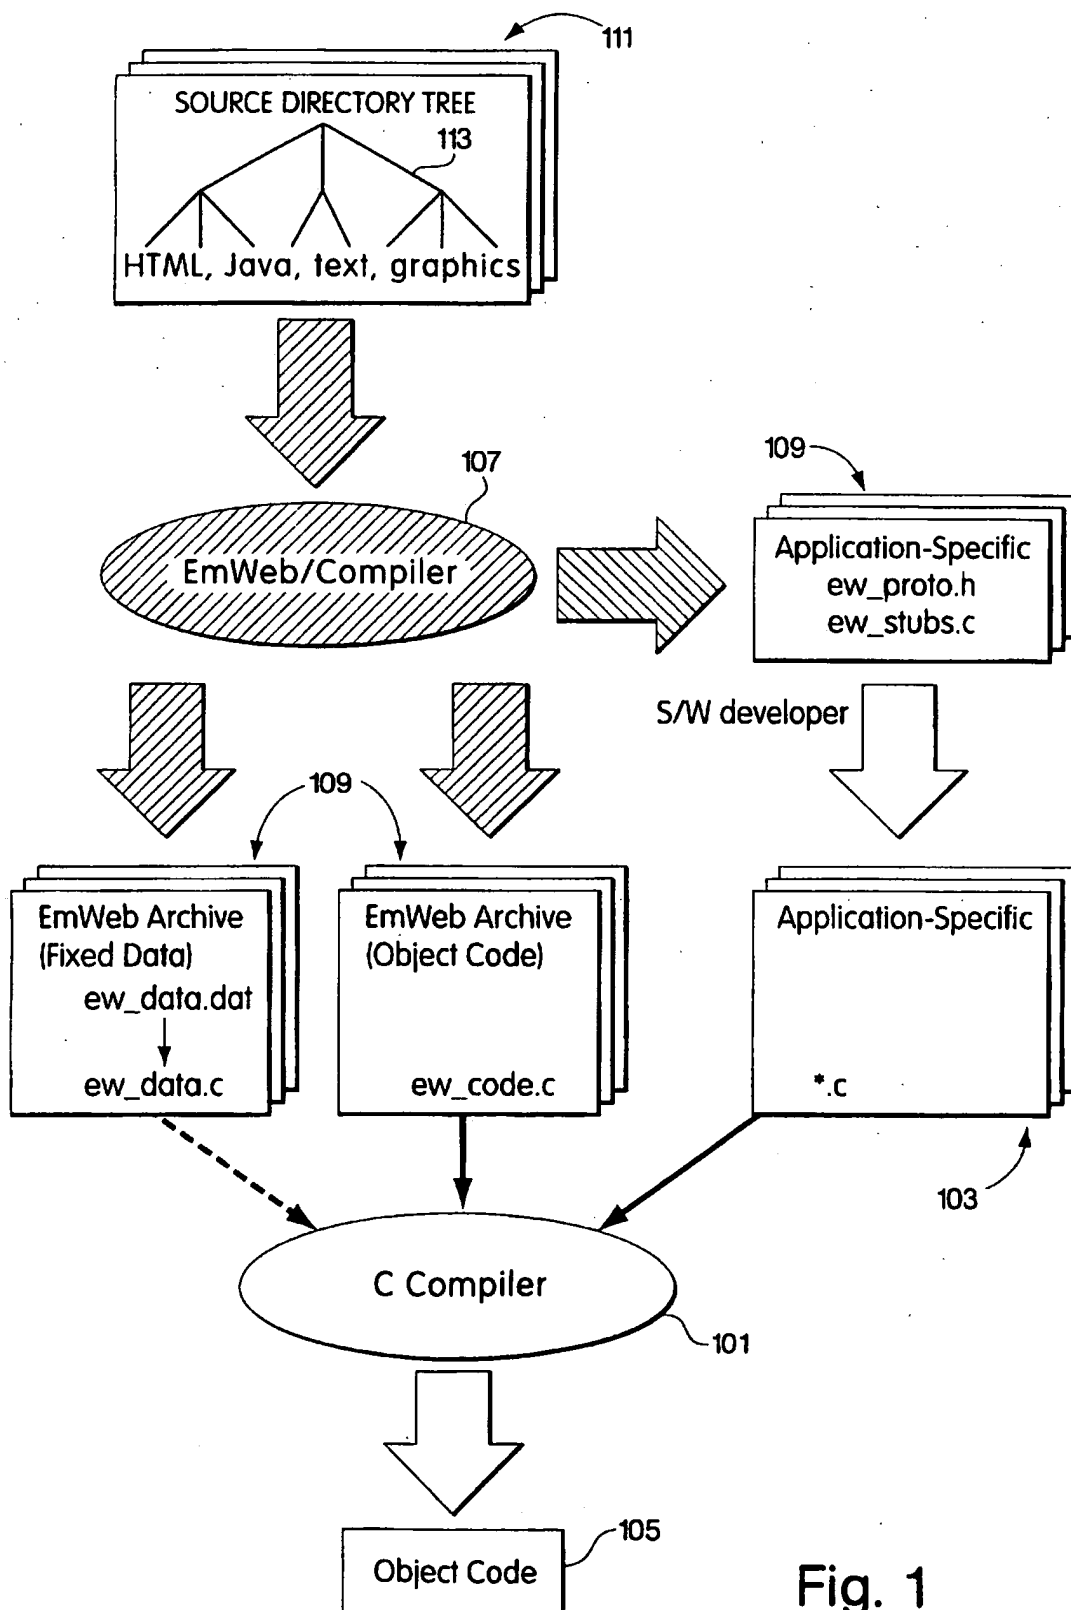 111
SOURCE DIRECTORY TREE
113
HTML, Java, text, graphics
107
109
EmWeb/Compiler
Application-Specific
ew_proto.h
ew_stubs.c
S/W developer
109
EmWeb Archive
(Fixed Data)
ew_data.dat
ew_data.c
EmWeb Archive
(Object Code)
ew_code.c
Application-Specific
*.c
103
C Compiler
101
105
Object Code
Fig. 1